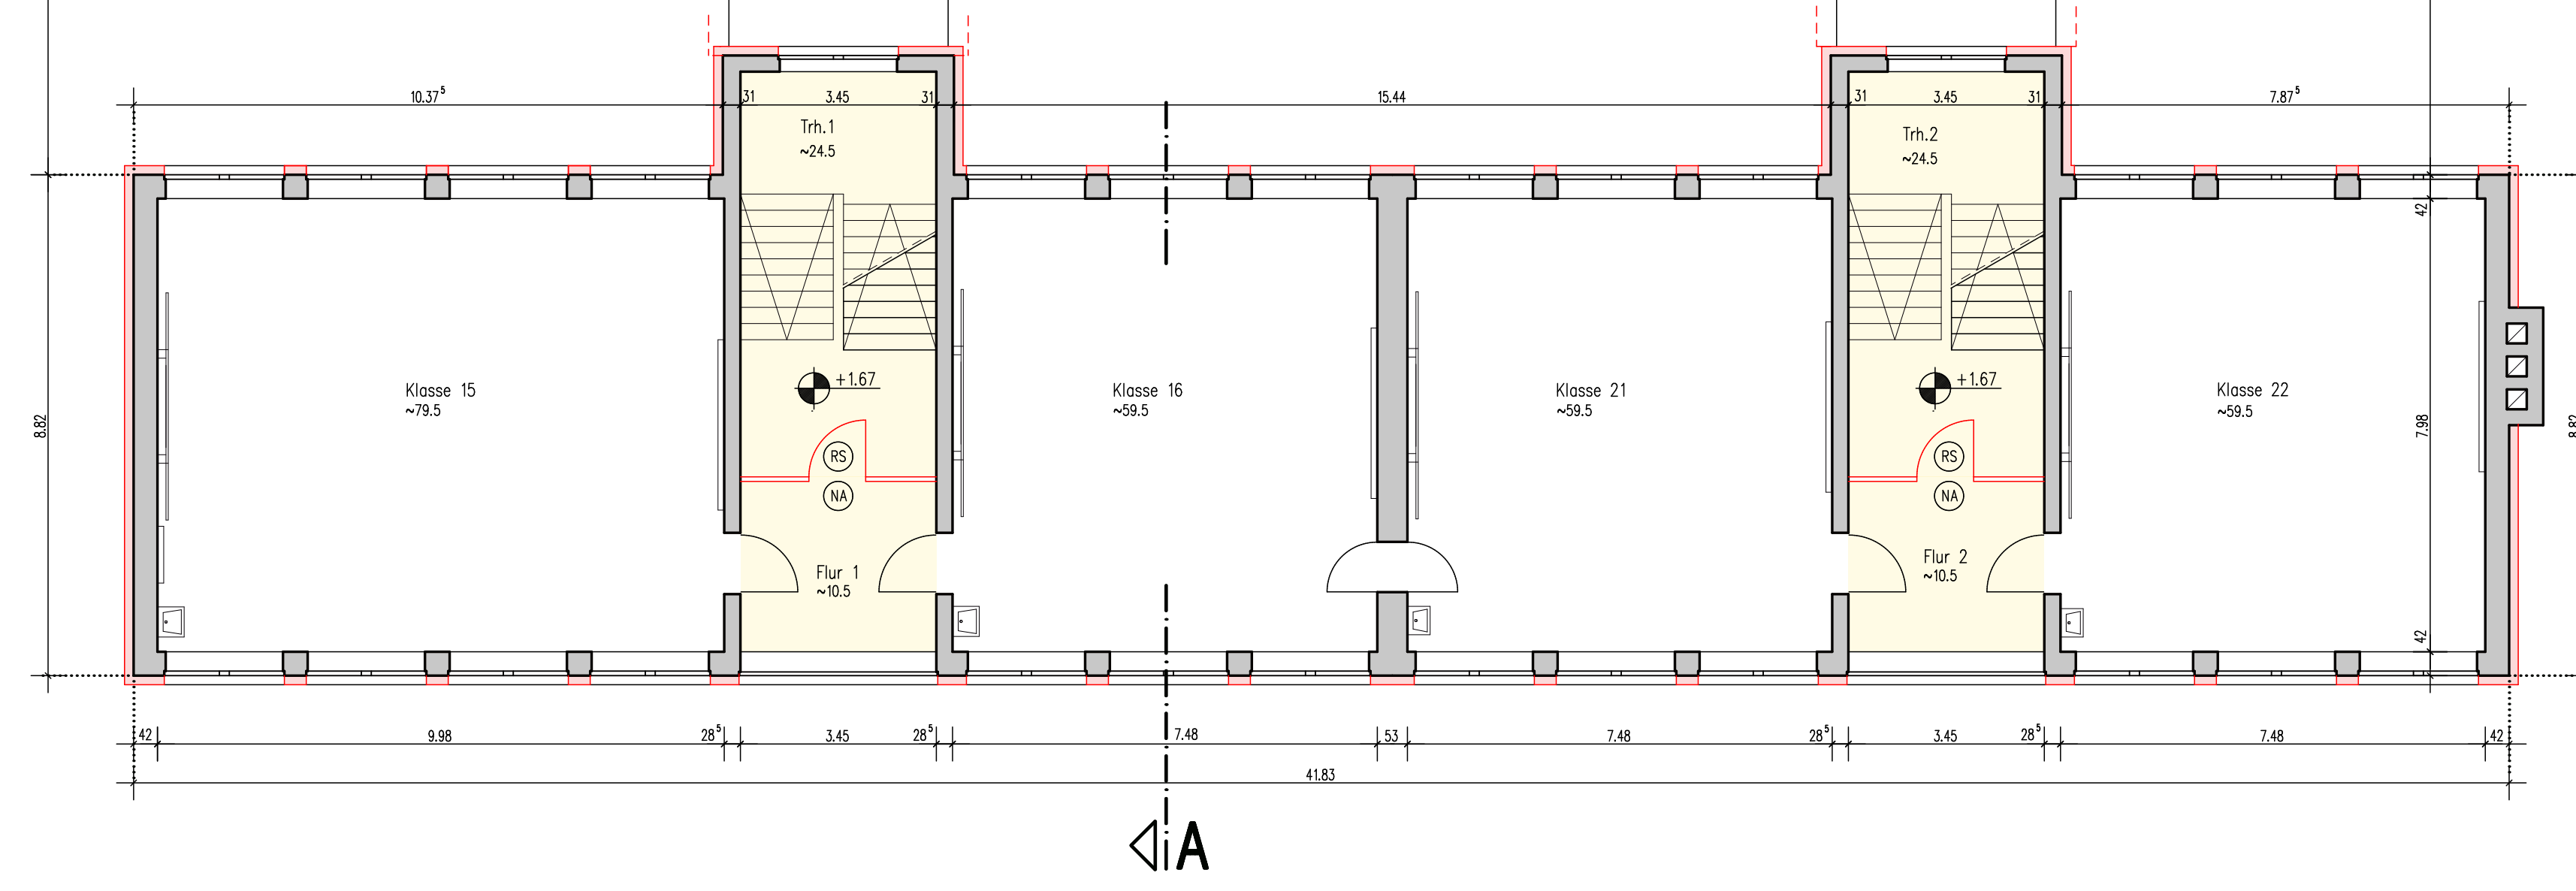 10.37⁵
31
3.45
31
15.44
31
3.45
31
7.87⁵
Trh.1
~24.5
Trh.2
~24.5
42
Klasse 15
~79.5
+1.67
Klasse 16
~59.5
Klasse 21
~59.5
+1.67
Klasse 22
~59.5
8.82
7.98
8.82
RS
NA
RS
NA
Flur 1
~10.5
Flur 2
~10.5
42
42
9.98
28⁵
3.45
28⁵
7.48
53
7.48
28⁵
3.45
28⁵
7.48
42
41.83
A